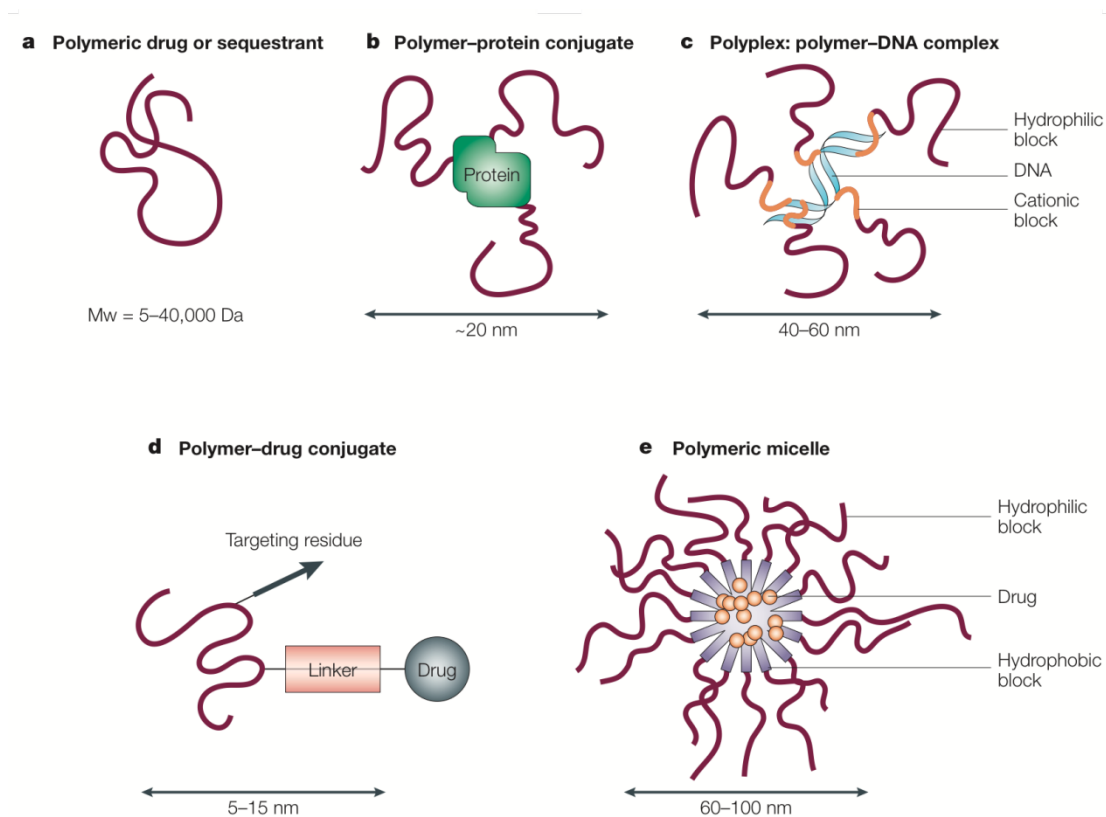 a Polymeric drug or sequestrant
b Polymer–protein conjugate
c Polyplex: polymer–DNA complex
Protein
Hydrophilic
block
DNA
Cationic
block
Mw = 5–40,000 Da
~20 nm
40–60 nm
d Polymer–drug conjugate
e Polymeric micelle
Targeting residue
Linker
Drug
Hydrophilic
block
Drug
Hydrophobic
block
5–15 nm
60–100 nm